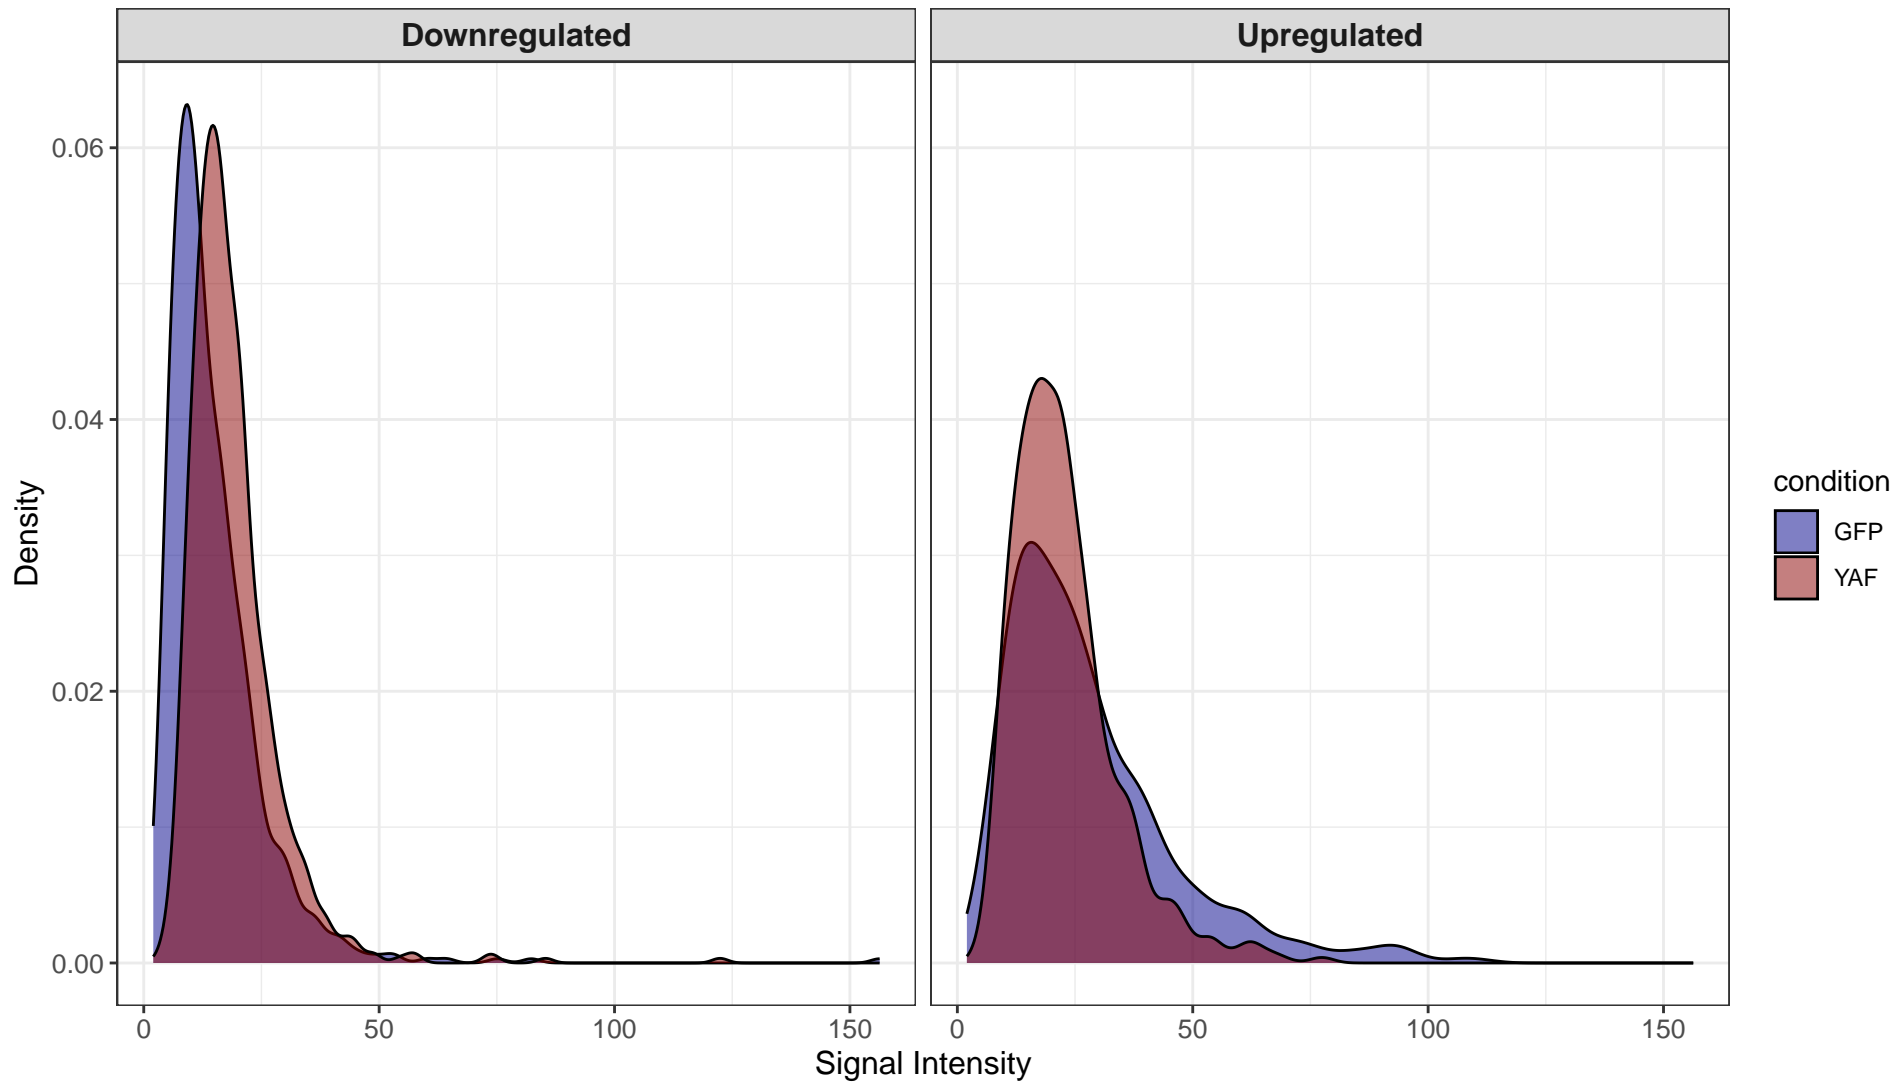 Downregulated
Upregulated
0.06
0.04
0.02
0.00
Density
0
50
100
150
0
50
100
150
Signal Intensity
condition
GFP
YAF